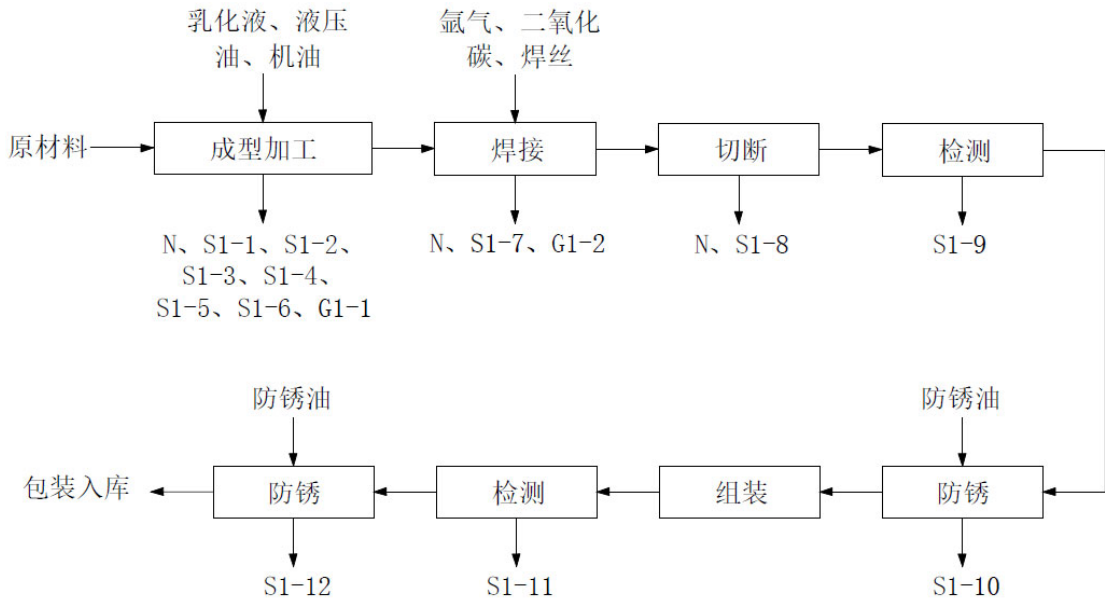 乳化液、液压
油、机油
氩气、二氧化
碳、焊丝
原材料
成型加工
焊接
切断
检测
N、S1-1、S1-2、
S1-3、S1-4、
S1-5、S1-6、G1-1
N、S1-7、G1-2
N、S1-8
S1-9
防锈油
防锈油
包装入库
防锈
检测
组装
防锈
S1-12
S1-11
S1-10